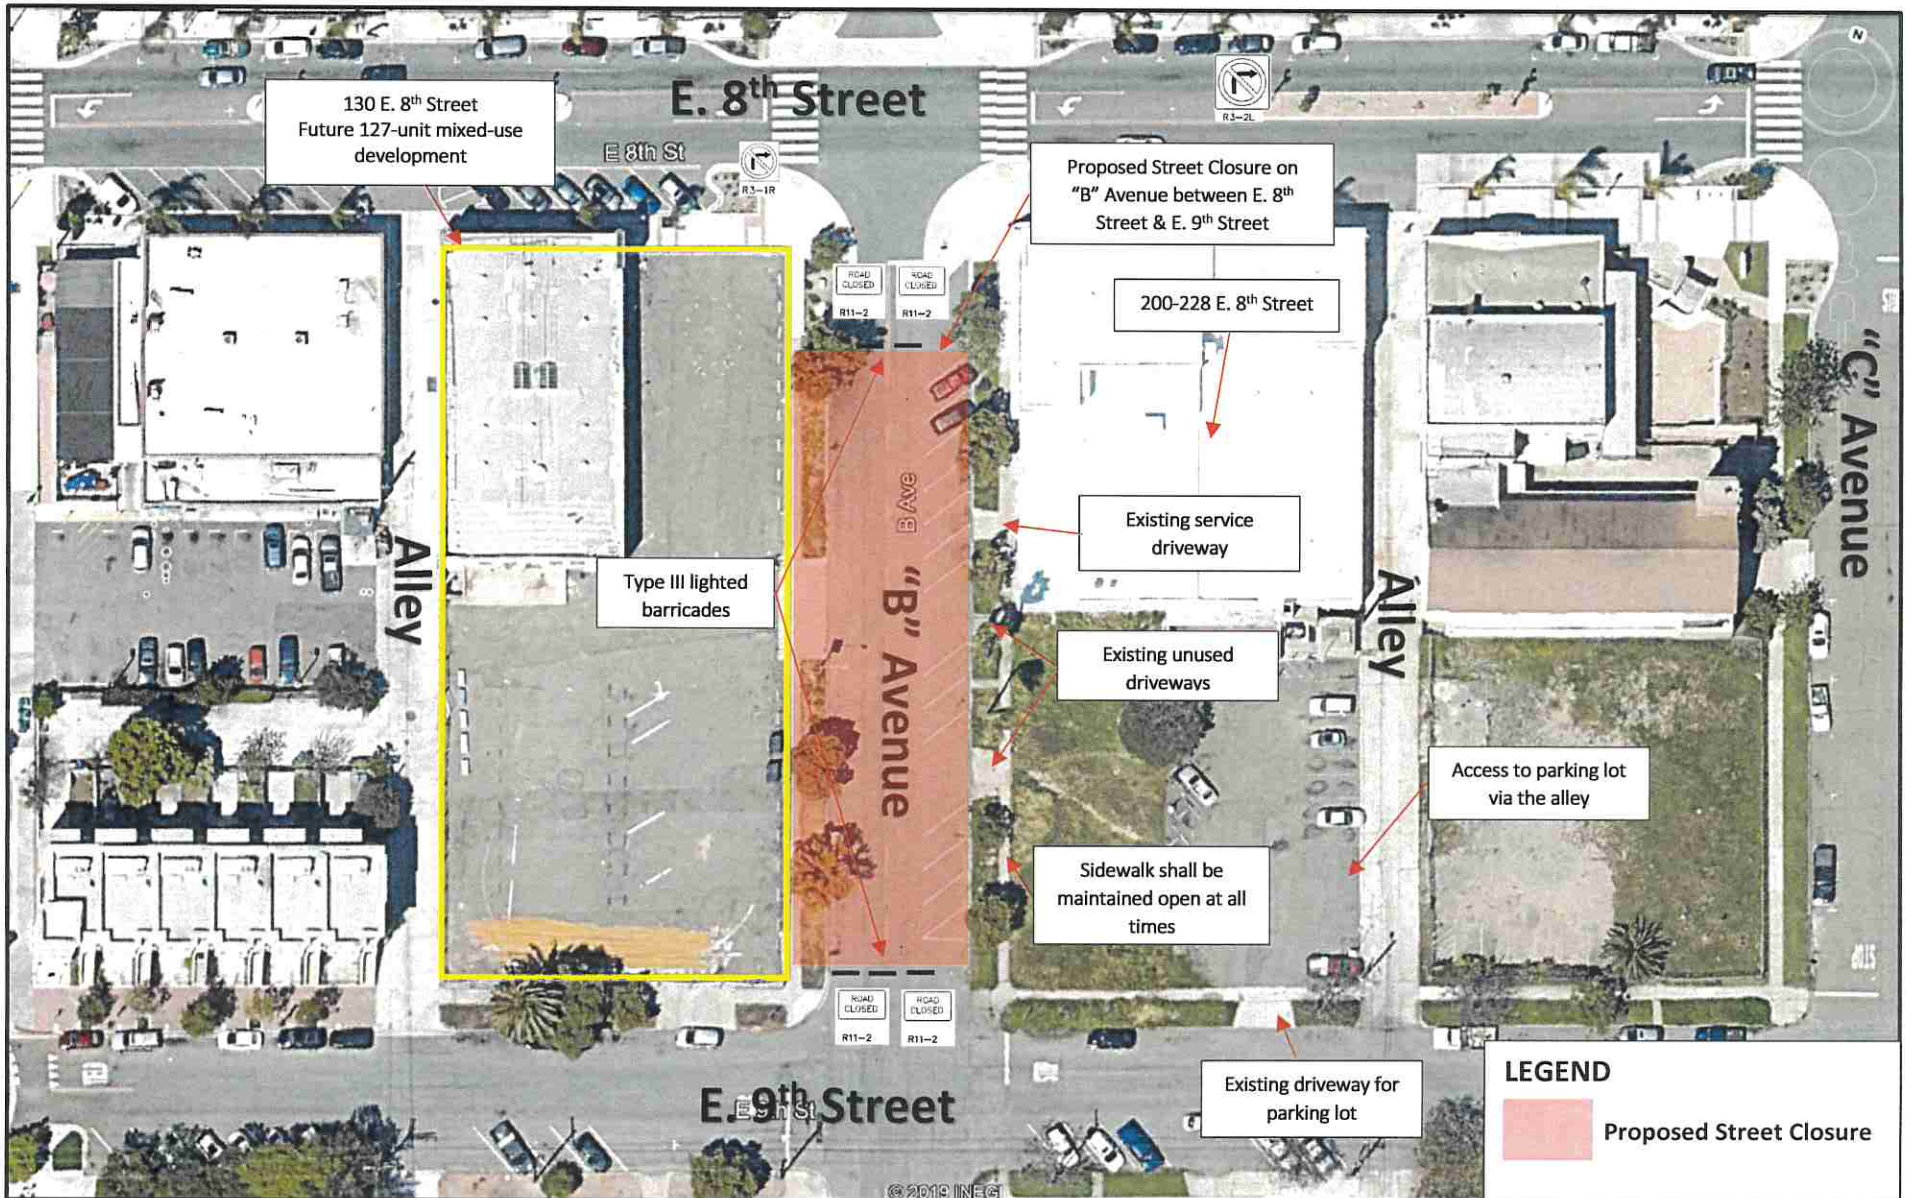 N
E. 8th Street
130 E. 8th Street
Future 127-unit mixed-use
development
E 8th St
R3-1R
R3-2L
Proposed Street Closure on
"B" Avenue between E. 8th
Street & E. 9th Street
200-228 E. 8th Street
ROAD
CLOSED
R11-2
ROAD
CLOSED
R11-2
"C" Avenue
B Ave
"B" Avenue
Existing service
driveway
Alley
Type III lighted
barricades
Alley
Existing unused
driveways
Access to parking lot
via the alley
Sidewalk shall be
maintained open at all
times
STOP
ROAD
CLOSED
R11-2
ROAD
CLOSED
R11-2
Existing driveway for
parking lot
E. 9th Street
E 9th St
LEGEND
Proposed Street Closure
© 2019 INEGI